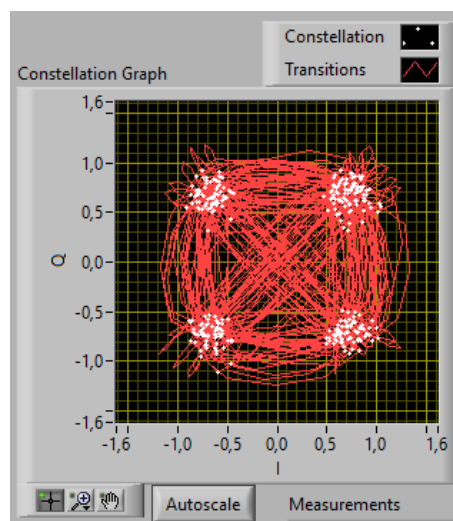 Constellation
Constellation Graph
Transitions
1,6
1,0
0,5
0,0
-0,5
-1,0
-1,6
Q
-1,6 -1,0 -0,5 0,0 0,5 1,0 1,6
I
Autoscale
Measurements